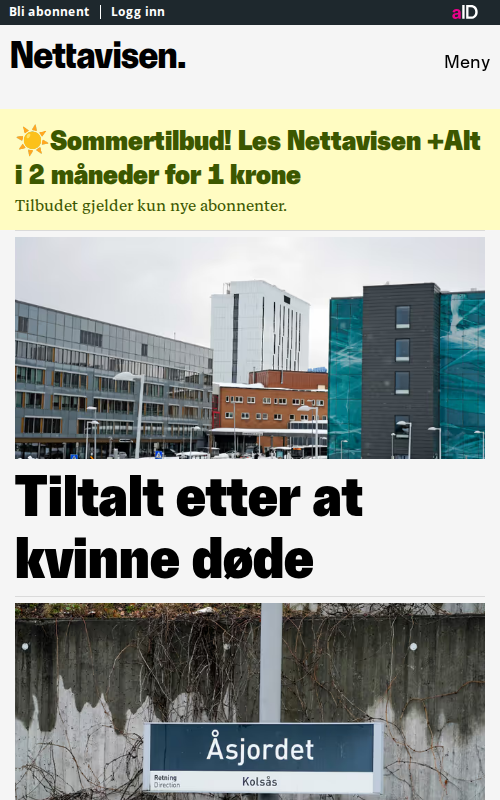 Bli abonnent | Logg inn
aID
Nettavisen.
Meny
☀️Sommertilbud! Les Nettavisen +Alt
i 2 måneder for 1 krone
Tilbudet gjelder kun nye abonnenter.
Tiltalt etter at
kvinne døde
Åsjordet
Retning
Direction
Kolsås